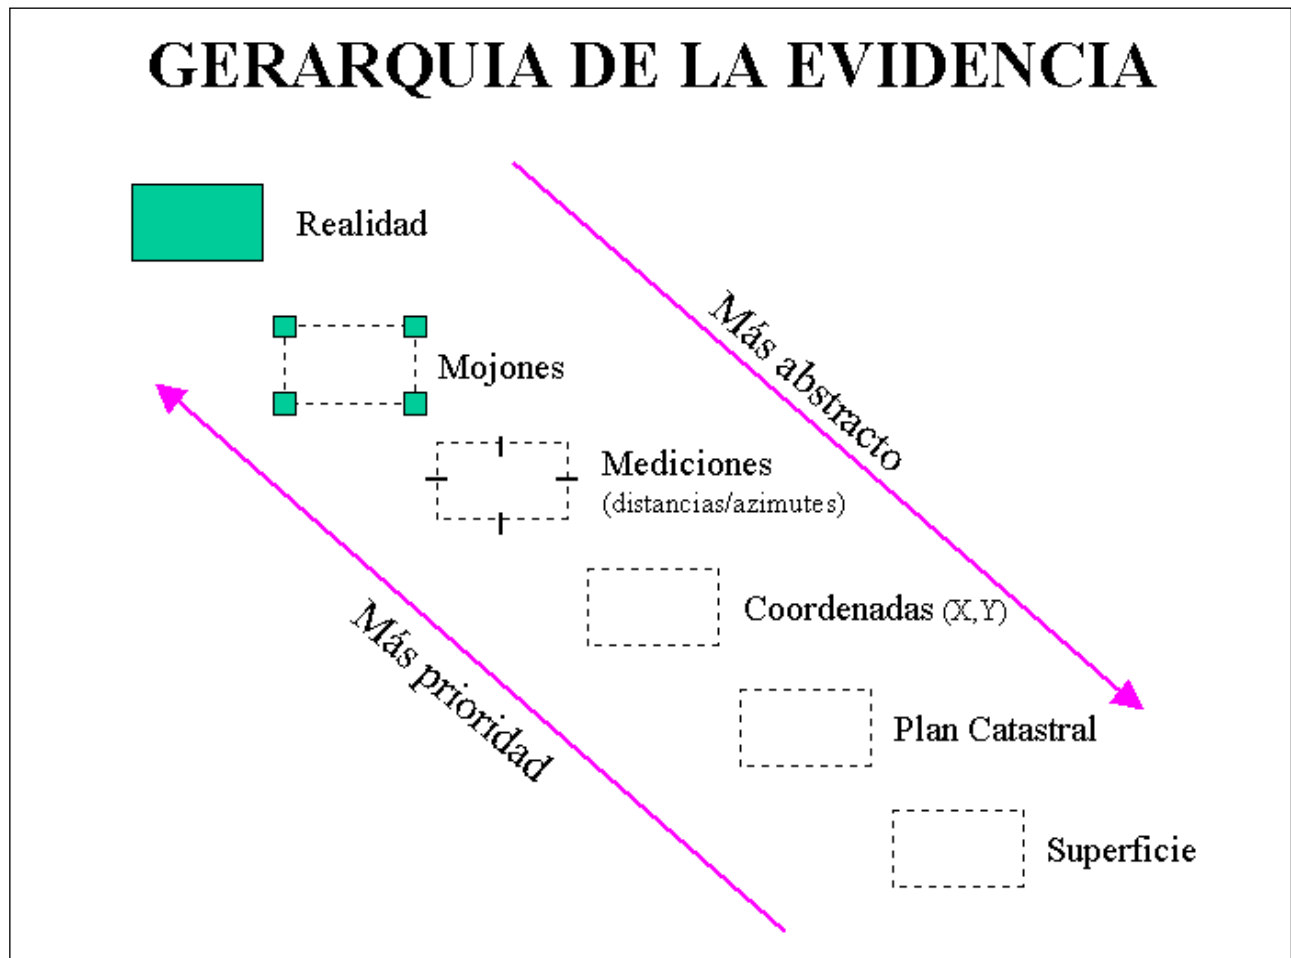 GERARQUIA DE LA EVIDENCIA
Realidad
Más abstracto
Mojones
Mediciones
(distancias/azimutes)
Coordenadas (X,Y)
Más prioridad
Plan Catastral
Superficie